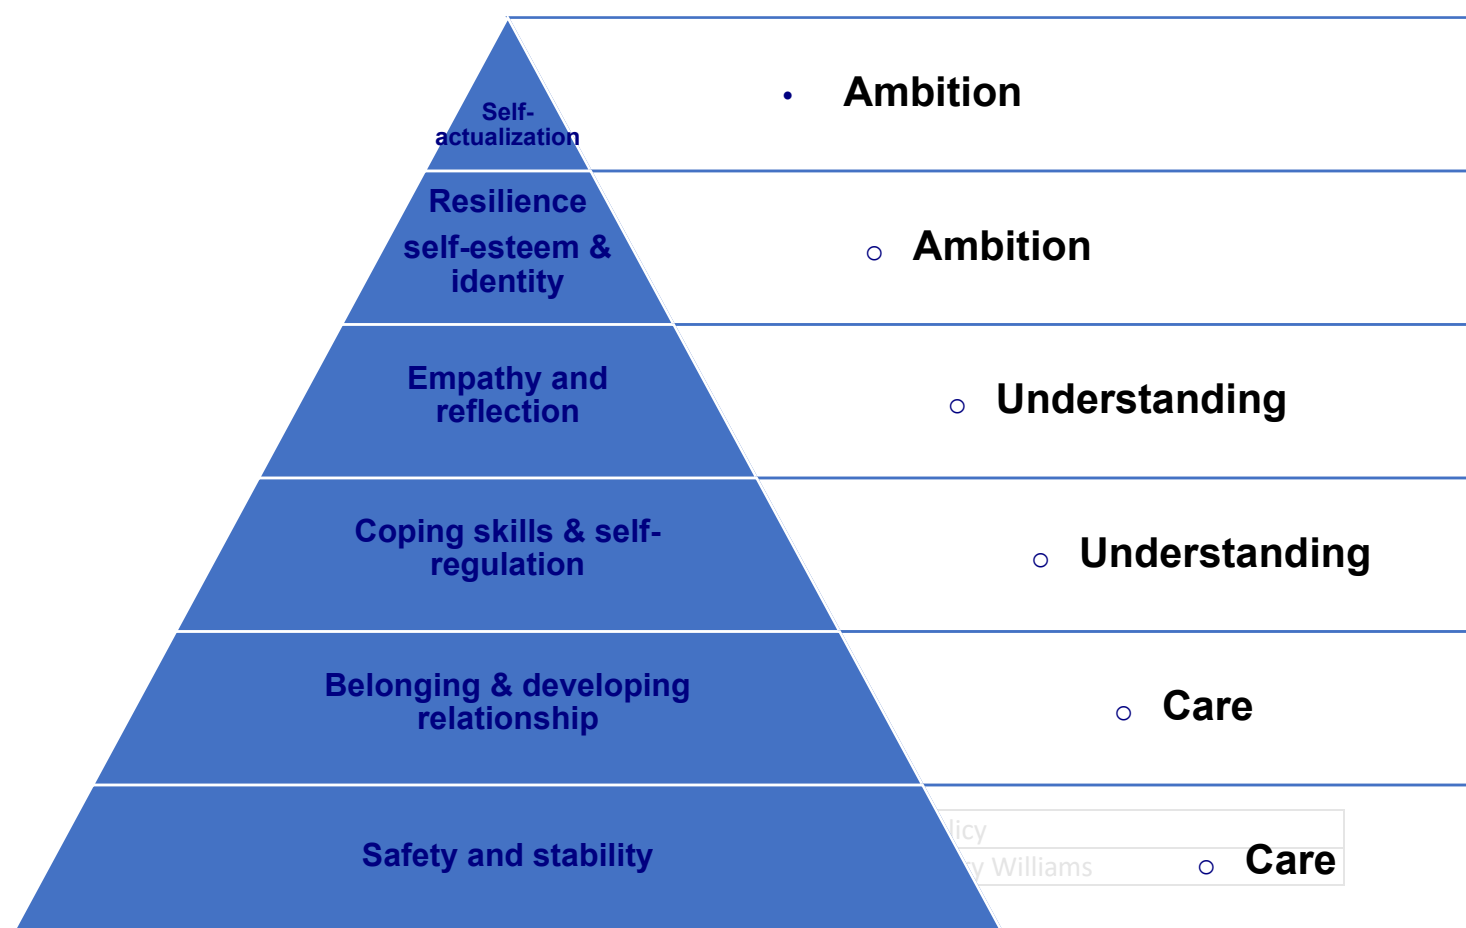 Self-
actualization
• Ambition
Resilience
self-esteem &
identity
○ Ambition
Empathy and
reflection
○ Understanding
Coping skills & self-
regulation
○ Understanding
Belonging & developing
relationship
○ Care
Safety and stability
○ Care
Williams